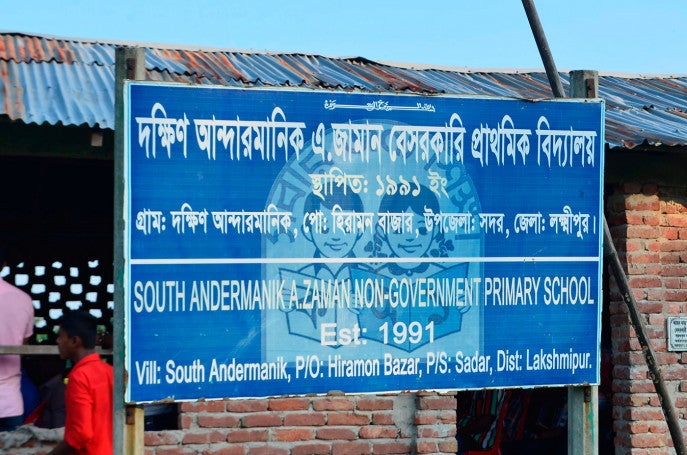 দক্ষিণ আন্দারমানিক এ.জামান বেসরকারি প্রাথমিক বিদ্যালয়
স্থাপিত: ১৯৯১ ইং
গ্রাম: দক্ষিণ আন্দারমানিক, পো: হিরামন বাজার, উপজেলা: সদর, জেলা: লক্ষ্মীপুর।
SOUTH ANDERMANIK A.ZAMAN NON-GOVERNMENT PRIMARY SCHOOL
Est: 1991
Vill: South Andermanik, P/O: Hiramon Bazar, P/S: Sadar, Dist: Lakshmipur.